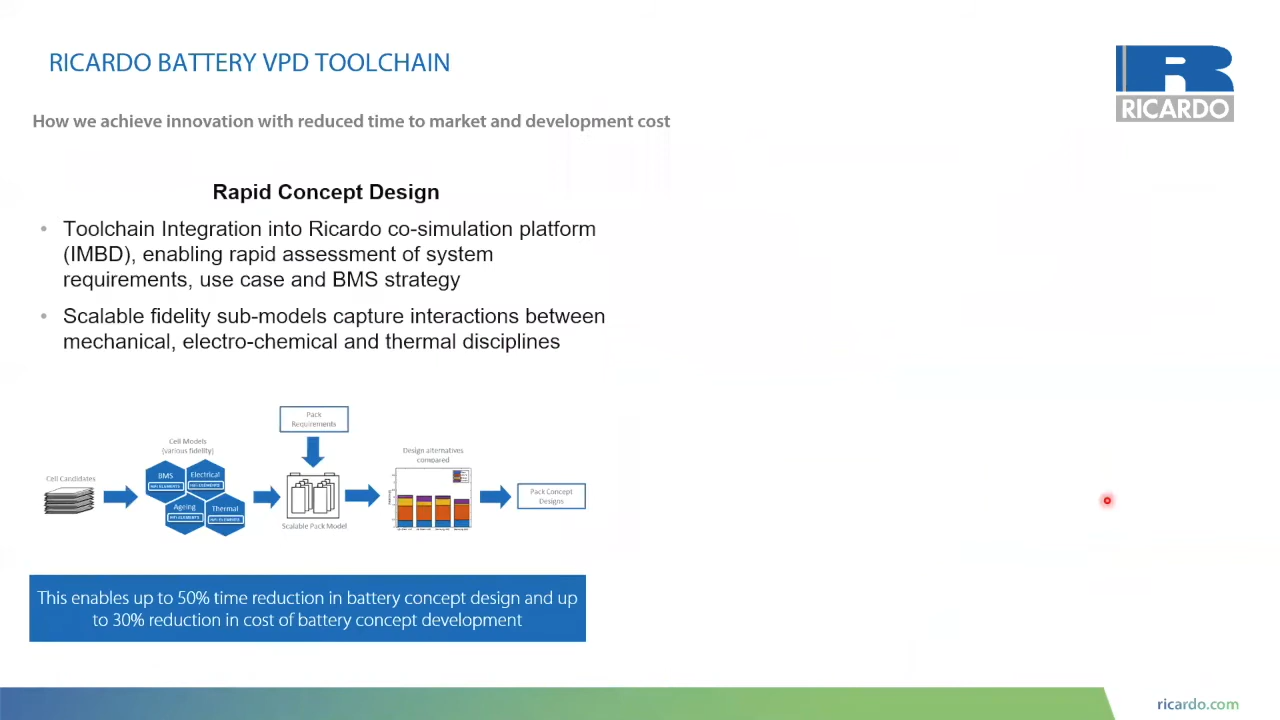 RICARDO BATTERY VPD TOOLCHAIN
RICARDO
How we achieve innovation with reduced time to market and development cost
Rapid Concept Design
• Toolchain Integration into Ricardo co-simulation platform
(IMBD), enabling rapid assessment of system
requirements, use case and BMS strategy
• Scalable fidelity sub-models capture interactions between
mechanical, electro-chemical and thermal disciplines
Pack
Requirements
Cell Models
(various fidelity)
Design alternatives
compared
Cell Candidates
BMS
Electrical
Ageing
Thermal
Scalable Pack Model
Pack Concept
Designs
This enables up to 50% time reduction in battery concept design and up
to 30% reduction in cost of battery concept development
ricardo.com